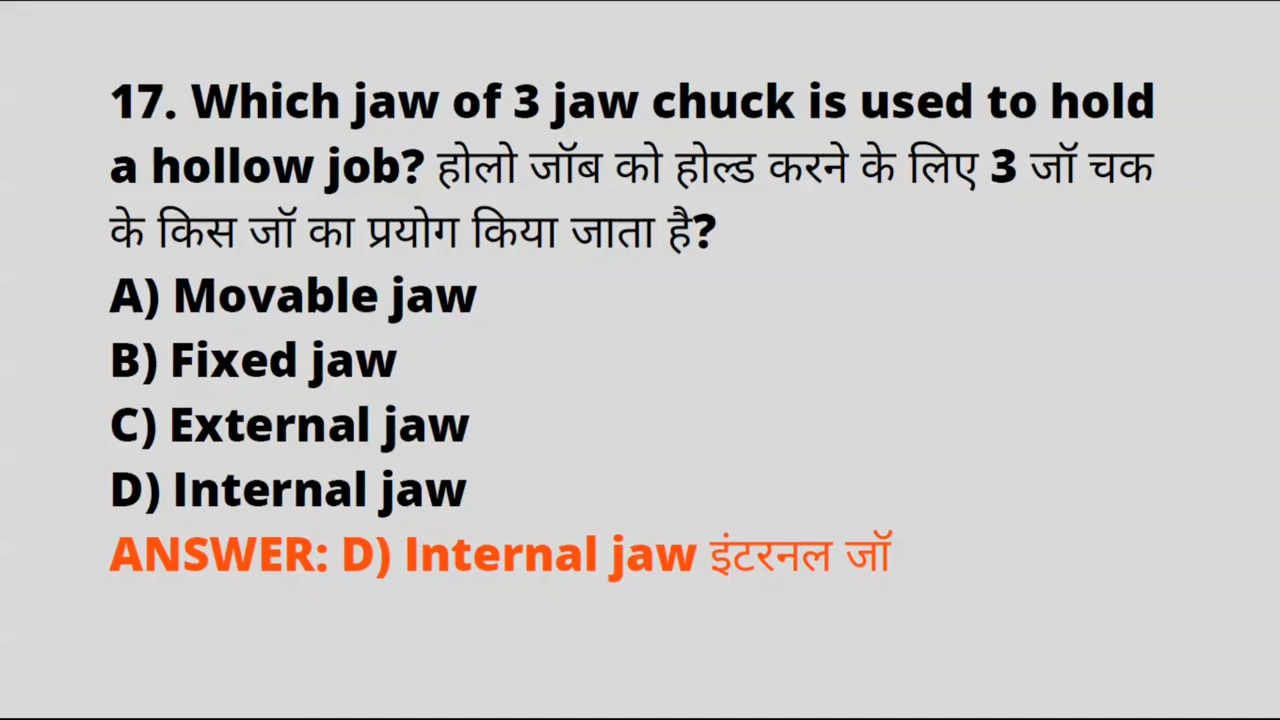 17. Which jaw of 3 jaw chuck is used to hold
a hollow job? होलो जॉब को होल्ड करने के लिए 3 जॉ चक
के किस जॉ का प्रयोग किया जाता है?
A) Movable jaw
B) Fixed jaw
C) External jaw
D) Internal jaw
ANSWER: D) Internal jaw इंटरनल जॉ